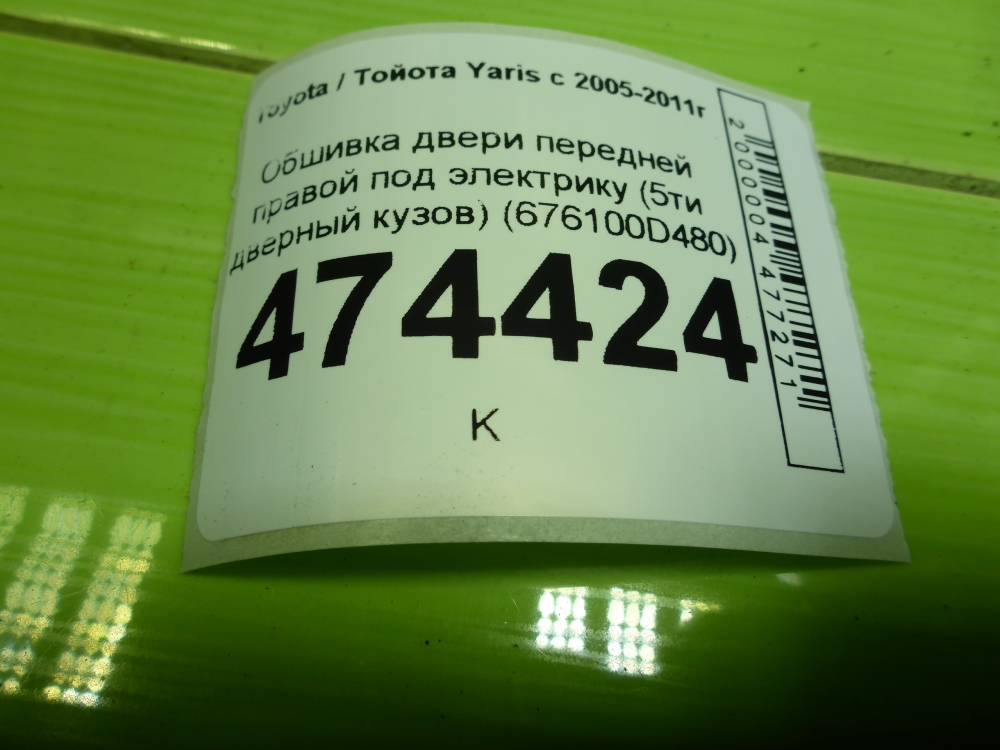 Toyota / Тойота Yaris с 2005-2011г
Обшивка двери передней
правой под электрику (5ти
дверный кузов) (676100D480)
474424
К
2000004477271